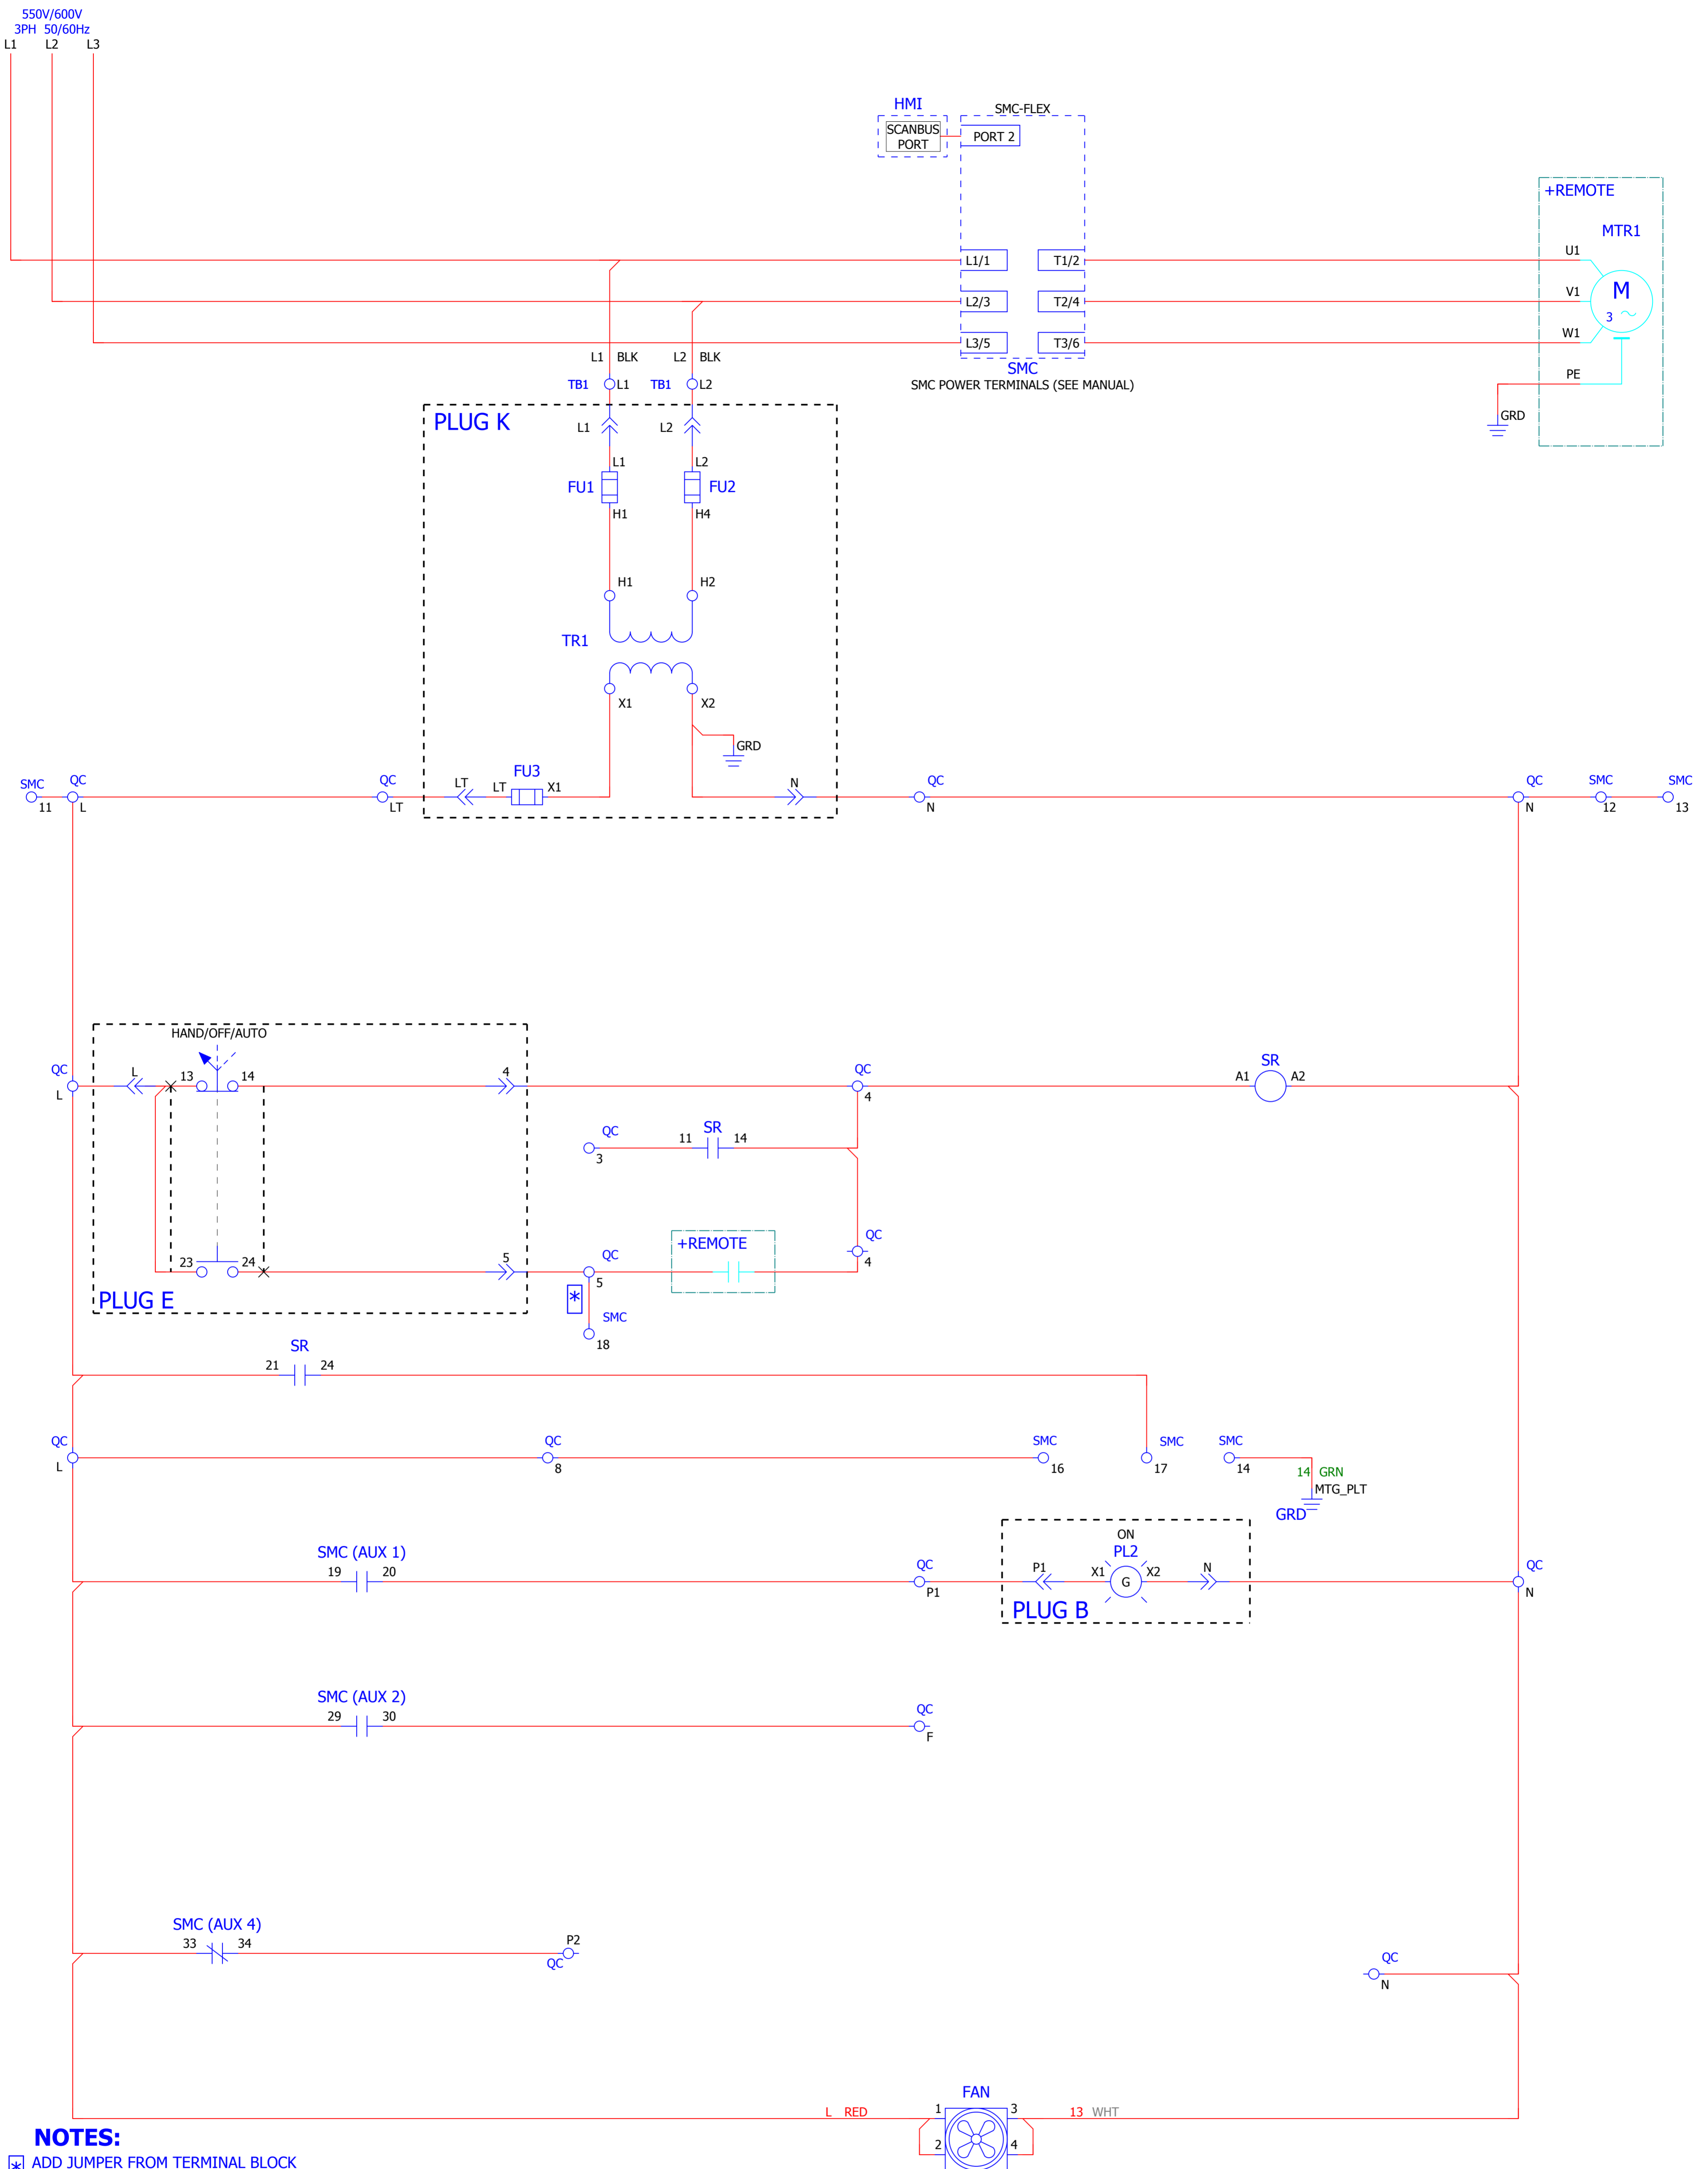 550V/600V
3PH 50/60Hz
L1 L2 L3
HMI
SCANBUS
PORT
SMC-FLEX
PORT 2
+REMOTE
MTR1
L1/1 T1/2 U1
L2/3 T2/4 V1
M
3
L3/5 T3/6 W1
SMC
SMC POWER TERMINALS (SEE MANUAL)
PE
GRD
L1 BLK L2 BLK
TB1 L1 TB1 L2
PLUG K
L1 L2
L1 L2
FU1 FU2
H1 H4
H1 H2
TR1
X1 X2
GRD
FU3
SMC QC QC LT LT X1 N QC QC SMC SMC
11 L LT N N 12 13
HAND/OFF/AUTO
QC L 13 14 4 QC SR
L 4 A1 A2
QC 11 SR 14
3
+REMOTE
QC
4
23 24 5 QC
5
PLUG E
*
SMC
18
SR
21 24
QC QC SMC SMC SMC
L 8 16 17 14
14 GRN
MTG_PLT
GRD
ON
PL2
SMC (AUX 1)
19 20 QC P1 X1 G X2 N QC
P1 N
PLUG B
SMC (AUX 2)
29 30 QC
F
SMC (AUX 4)
33 34 P2
QC
QC
N
FAN
L RED 1 3 13 WHT
2 4
NOTES:
* ADD JUMPER FROM TERMINAL BLOCK